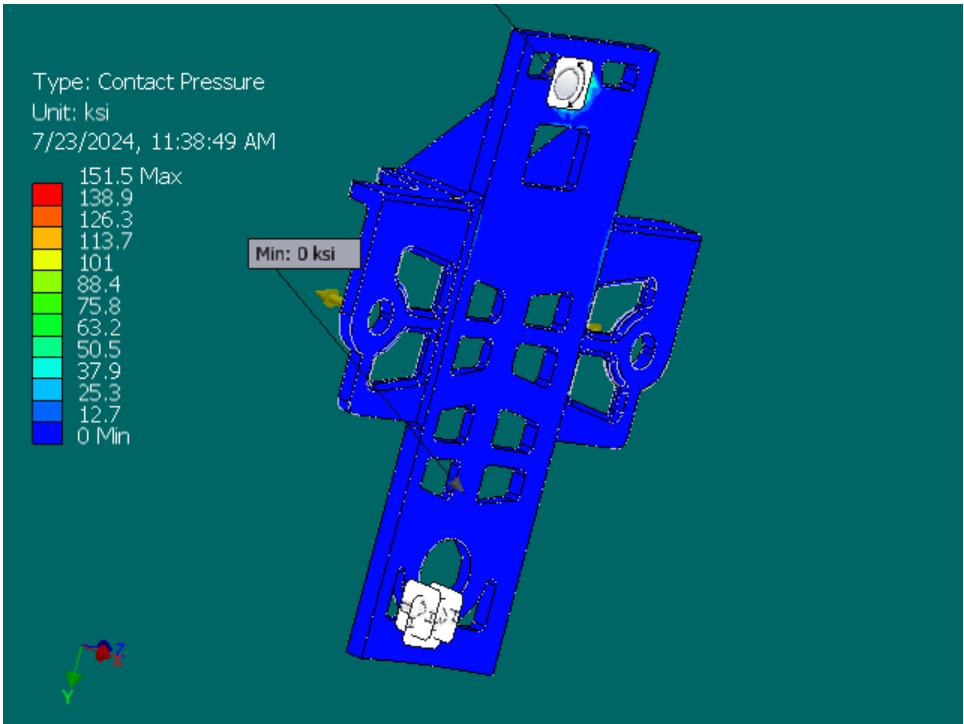 Type: Contact Pressure
Unit: ksi
7/23/2024, 11:38:49 AM
151.5 Max
138.9
126.3
113.7
101
88.4
75.8
63.2
50.5
37.9
25.3
12.7
0 Min
Min: 0 ksi
Z
X
Y